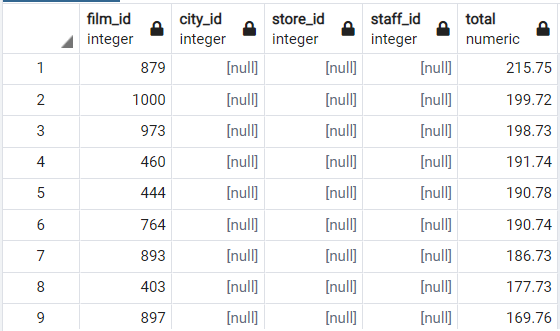 film_id city_id store_id staff_id total
integer integer integer integer numeric
1 879 [null] [null] [null] 215.75
2 1000 [null] [null] [null] 199.72
3 973 [null] [null] [null] 198.73
4 460 [null] [null] [null] 191.74
5 444 [null] [null] [null] 190.78
6 764 [null] [null] [null] 190.74
7 893 [null] [null] [null] 186.73
8 403 [null] [null] [null] 177.73
9 897 [null] [null] [null] 169.76